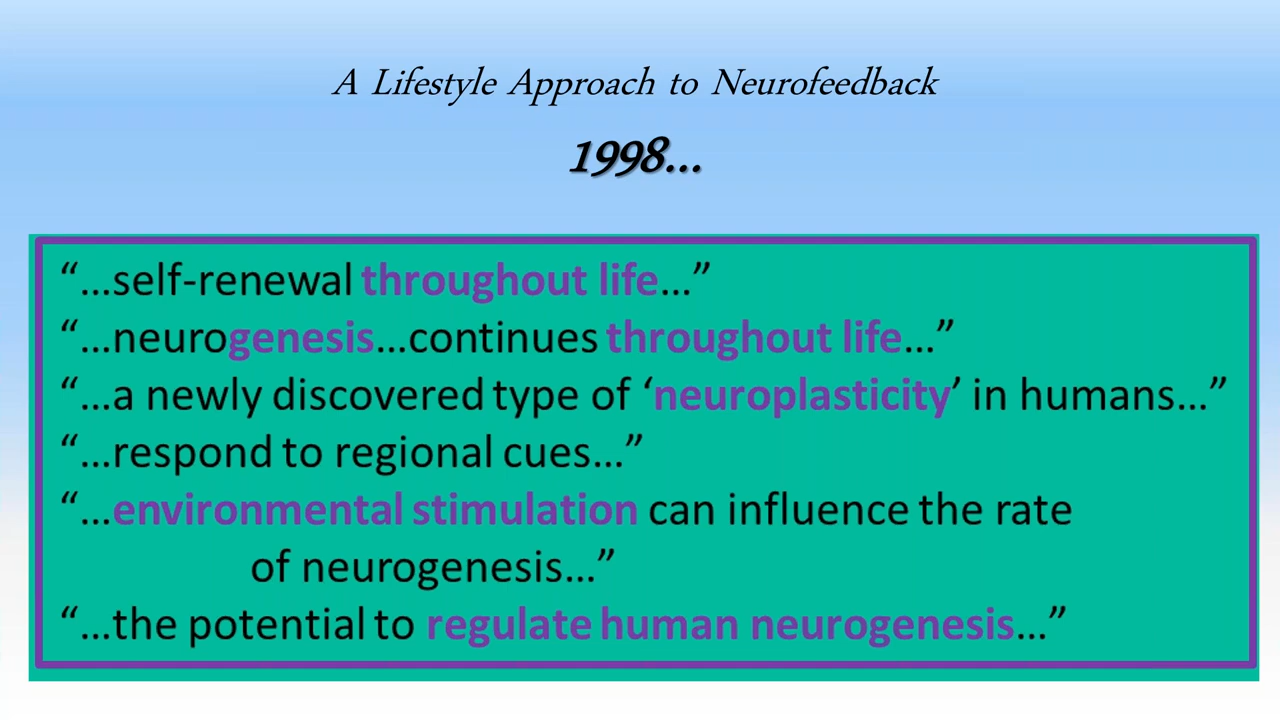 A Lifestyle Approach to Neurofeedback
1998...
“...self-renewal throughout life...”
“...neurogenesis...continues throughout life...”
“...a newly discovered type of ‘neuroplasticity’ in humans...”
“...respond to regional cues...”
“...environmental stimulation can influence the rate
of neurogenesis...”
“...the potential to regulate human neurogenesis...”